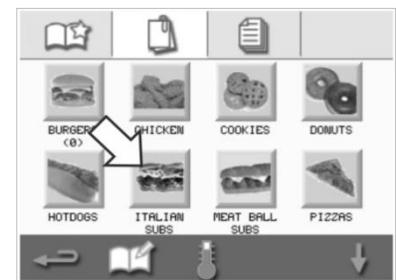 BURGER
(0)
CHICKEN
COOKIES
DONUTS
HOTDOGS
ITALIAN
SUBS
MEAT BALL
SUBS
PIZZAS